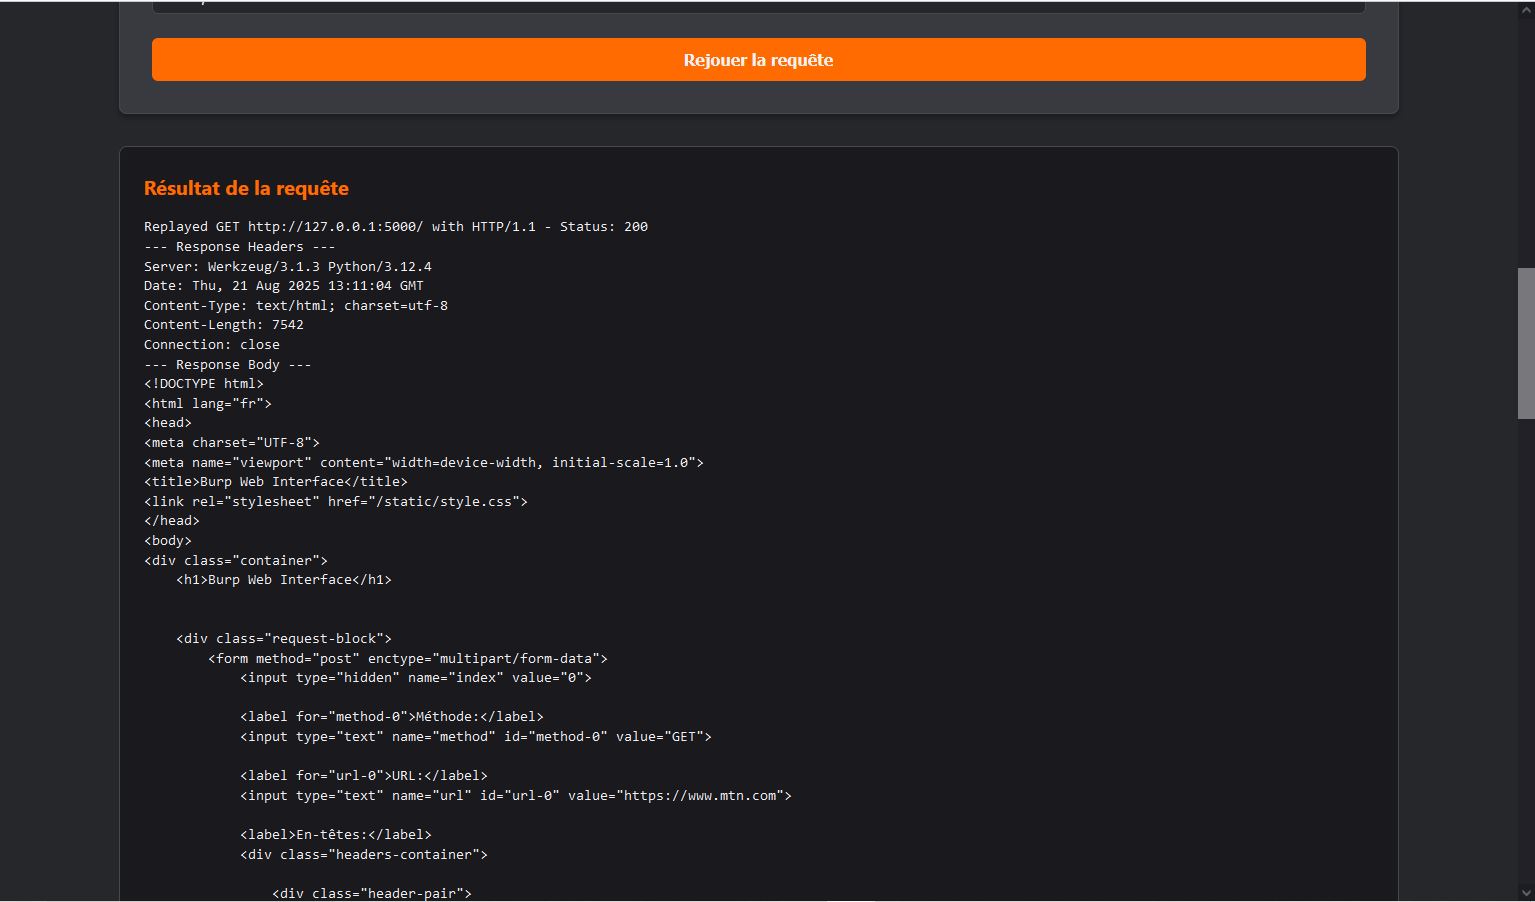 Rejouer la requête
Résultat de la requête
Replayed GET http://127.0.0.1:5000/ with HTTP/1.1 - Status: 200
--- Response Headers ---
Server: Werkzeug/3.1.3 Python/3.12.4
Date: Thu, 21 Aug 2025 13:11:04 GMT
Content-Type: text/html; charset=utf-8
Content-Length: 7542
Connection: close
--- Response Body ---
<!DOCTYPE html>
<html lang="fr">
<head>
<meta charset="UTF-8">
<meta name="viewport" content="width=device-width, initial-scale=1.0">
<title>Burp Web Interface</title>
<link rel="stylesheet" href="/static/style.css">
</head>
<body>
<div class="container">
    <h1>Burp Web Interface</h1>
    <div class="request-block">
        <form method="post" enctype="multipart/form-data">
            <input type="hidden" name="index" value="0">
            <label for="method-0">Méthode:</label>
            <input type="text" name="method" id="method-0" value="GET">
            <label for="url-0">URL:</label>
            <input type="text" name="url" id="url-0" value="https://www.mtn.com">
            <label>En-têtes:</label>
            <div class="headers-container">
                <div class="header-pair">